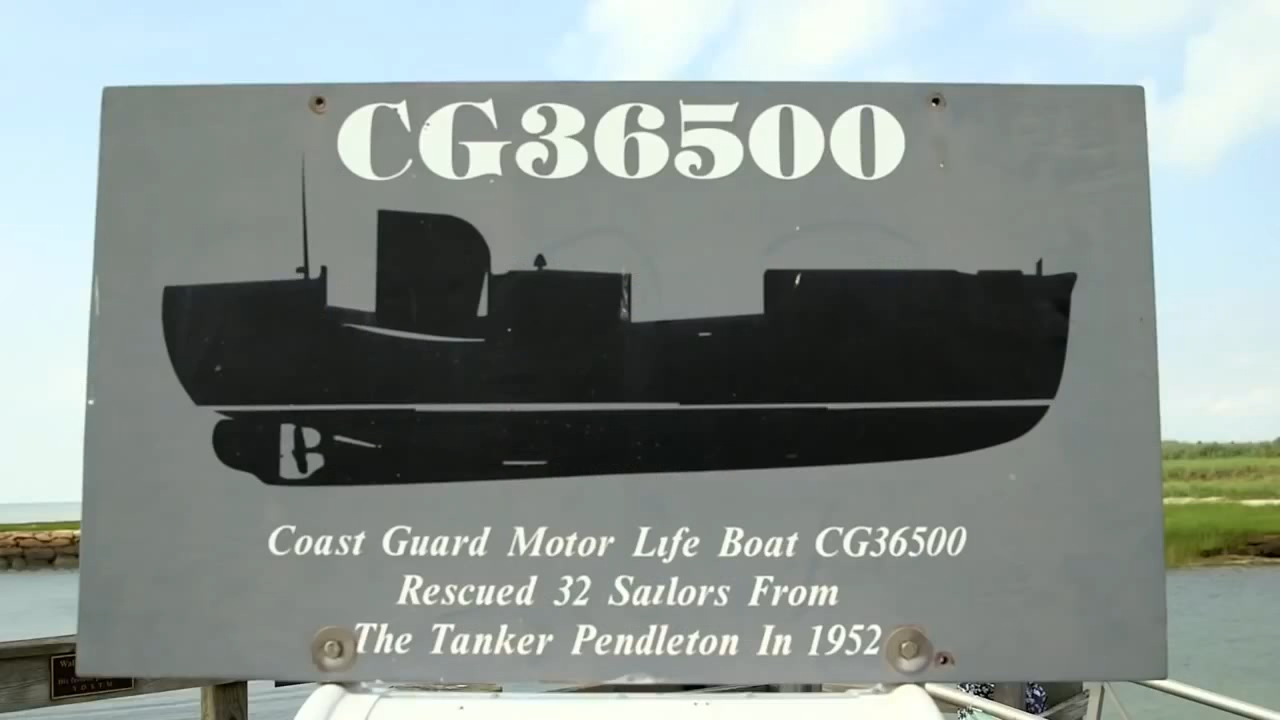 CG36500
Coast Guard Motor Life Boat CG36500
Rescued 32 Sailors From
The Tanker Pendleton In 1952